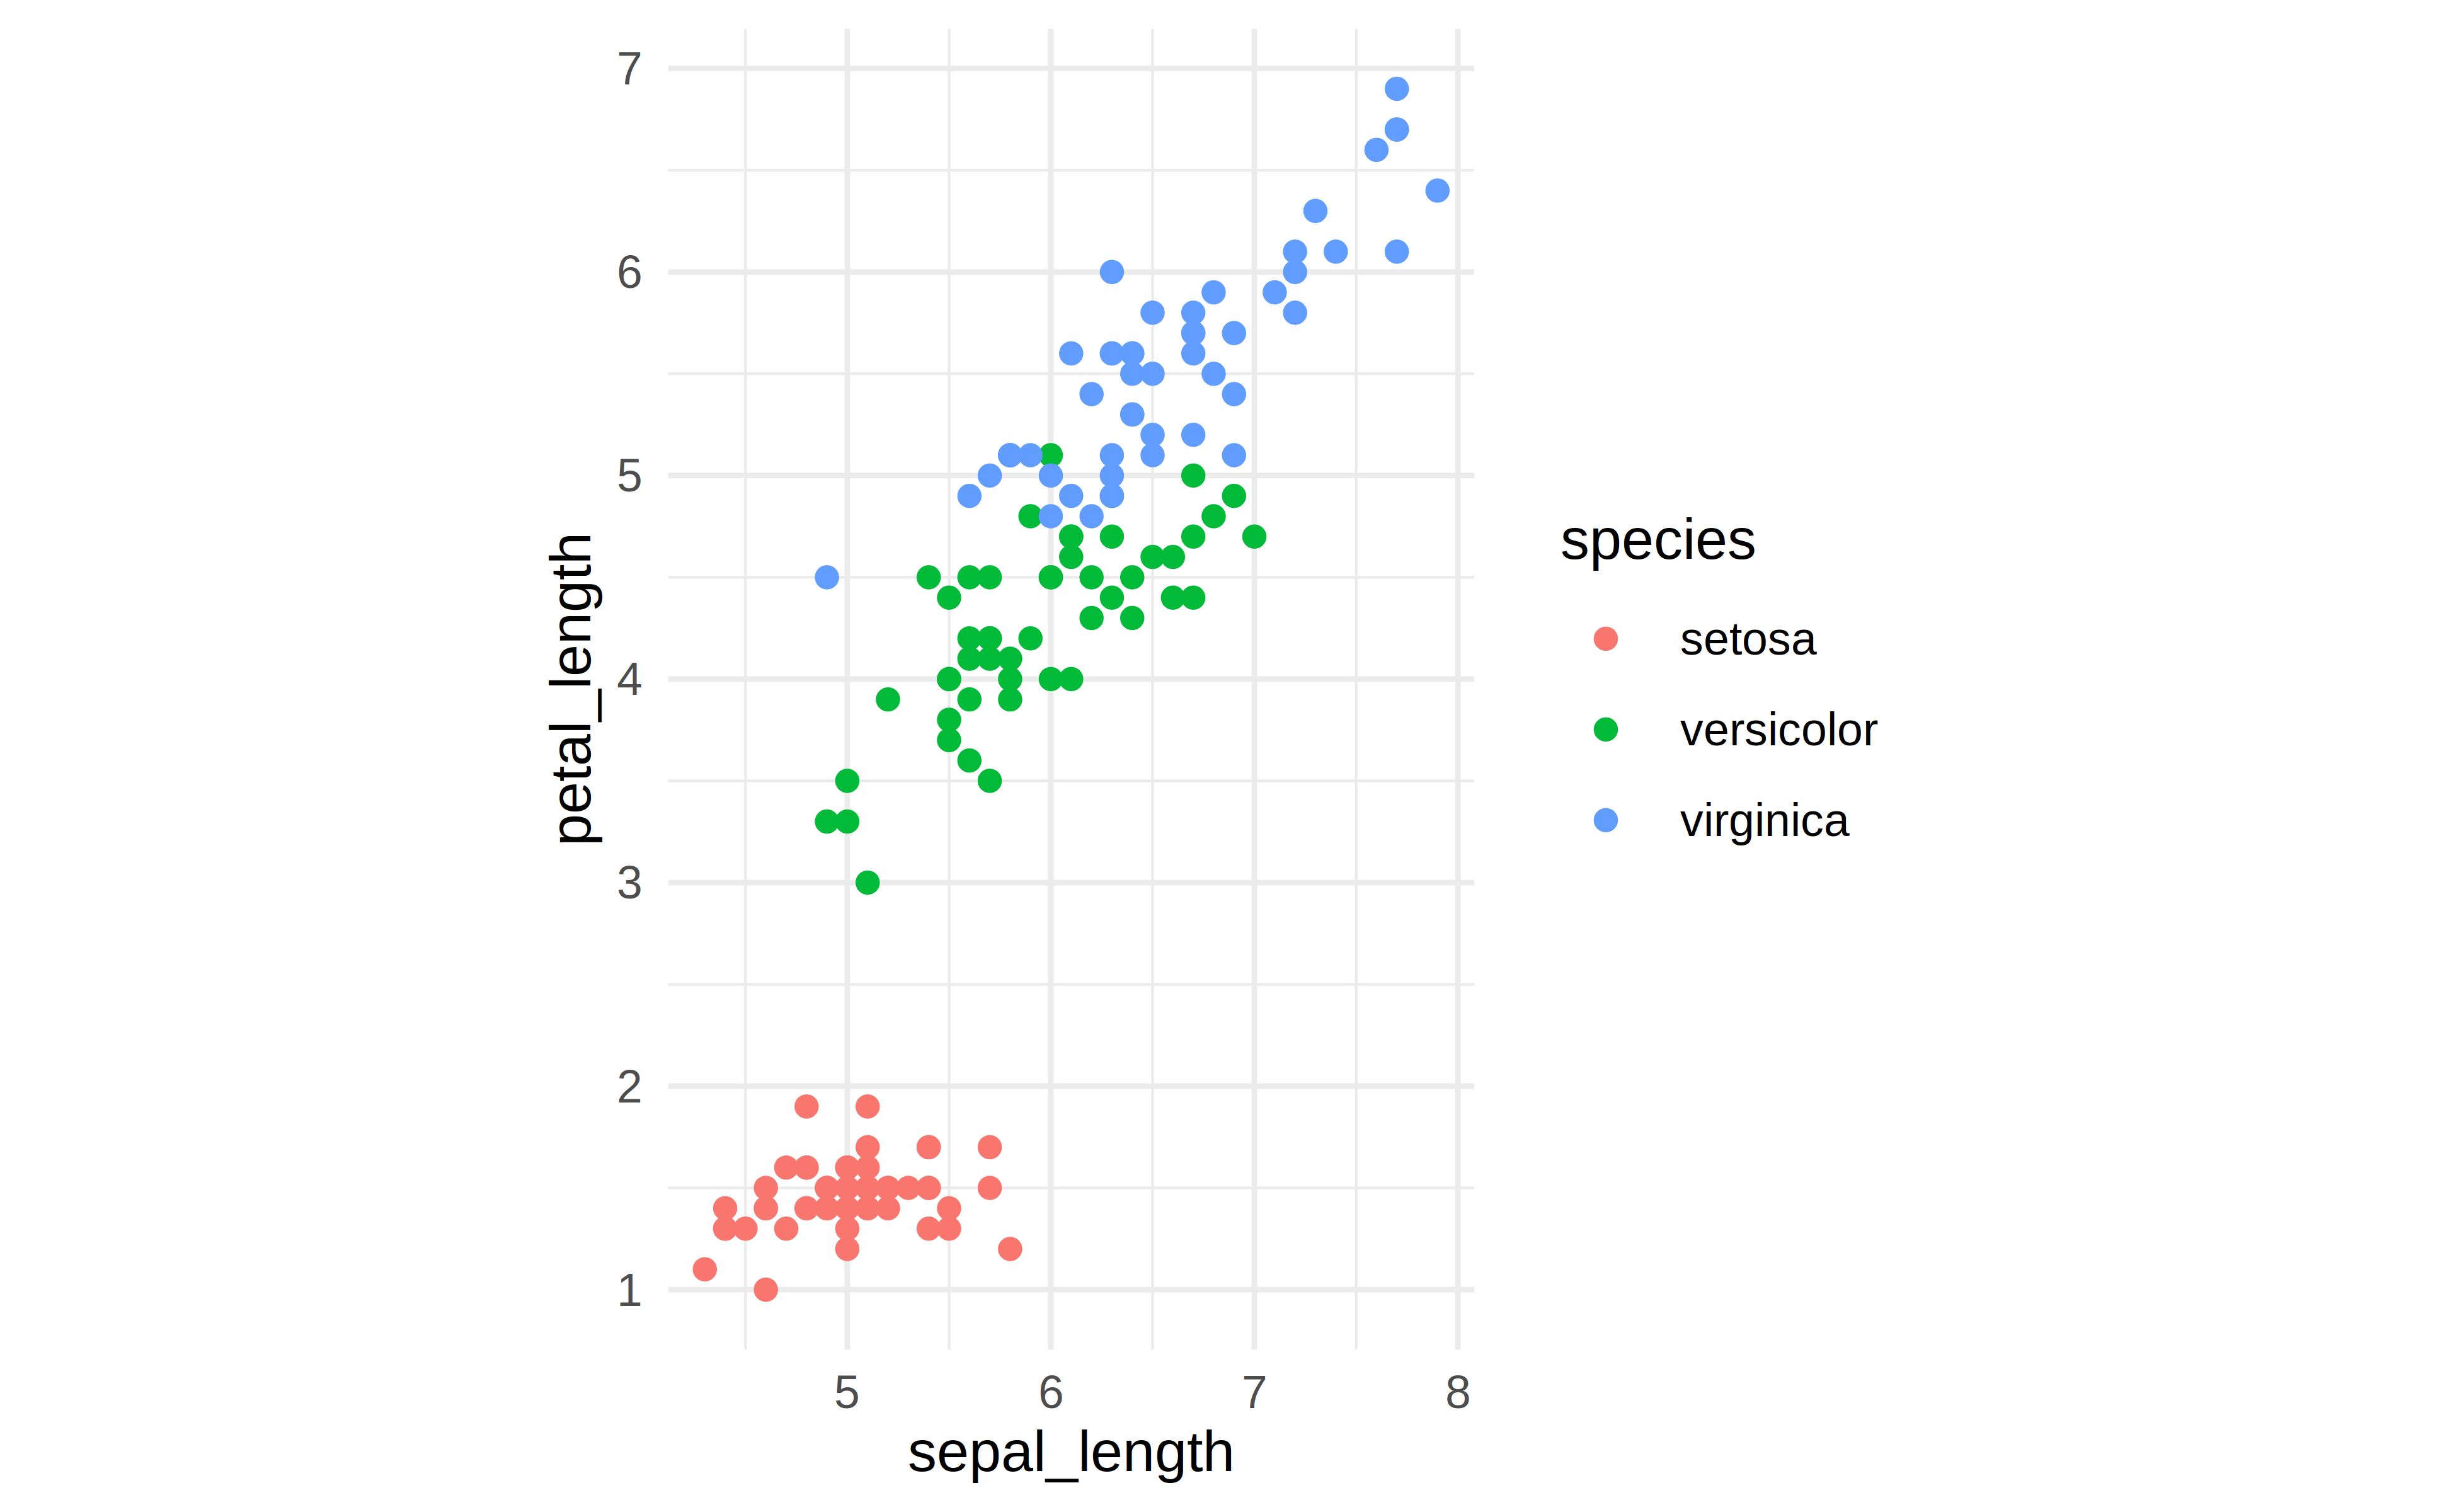 7
6
5
4
3
2
1
petal_length
5 6 7 8
sepal_length
species
setosa
versicolor
virginica